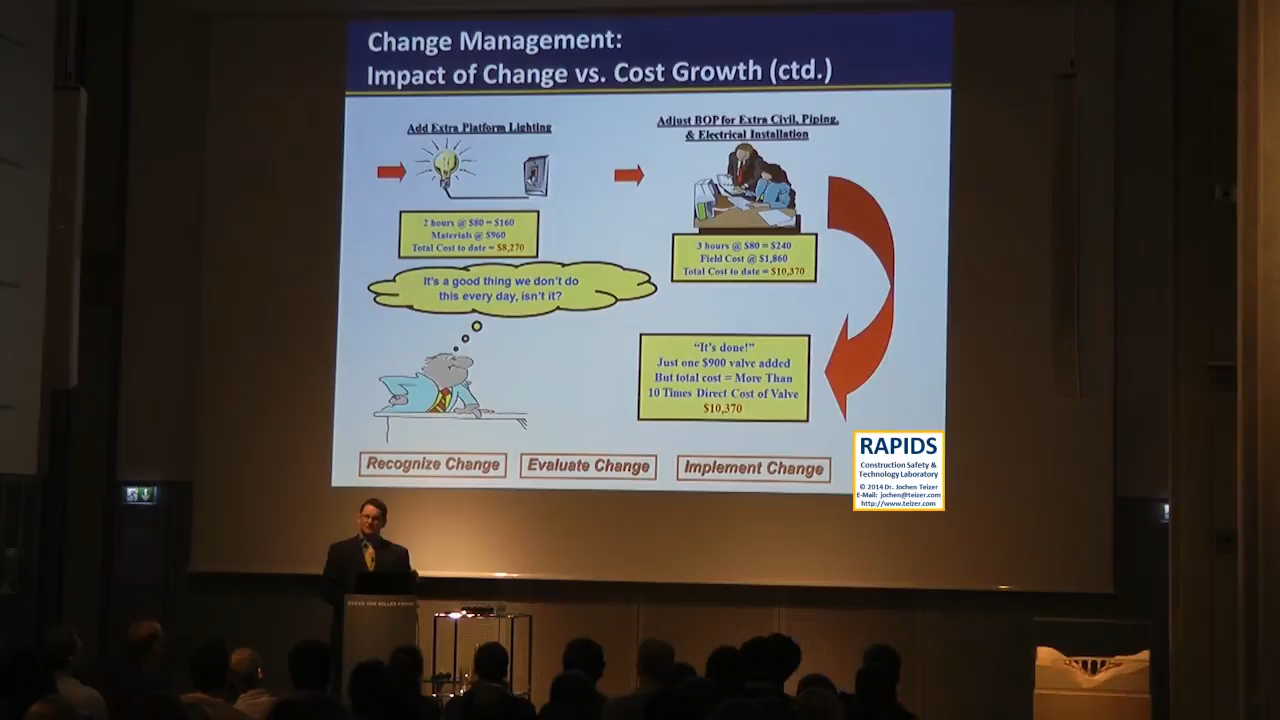 Change Management:
Impact of Change vs. Cost Growth (ctd.)
Add Extra Platform Lighting
2 hours @ $80 = $160
Materials @ $960
Total Cost to date = $8,270
Adjust BOP for Extra Civil, Piping,
& Electrical Installation
3 hours @ $80 = $240
Field Cost @ $1,860
Total Cost to date = $10,370
It's a good thing we don't do
this every day, isn't it?
“It's done!”
Just one $900 valve added
But total cost = More Than
10 Times Direct Cost of Valve
$10,370
Recognize Change
Evaluate Change
Implement Change
RAPIDS
Construction Safety &
Technology Laboratory
© 2014 Dr. Jochen Teizer
E-Mail: jochen@teizer.com
http://www.teizer.com
OSKAR VON MILLER FORUM